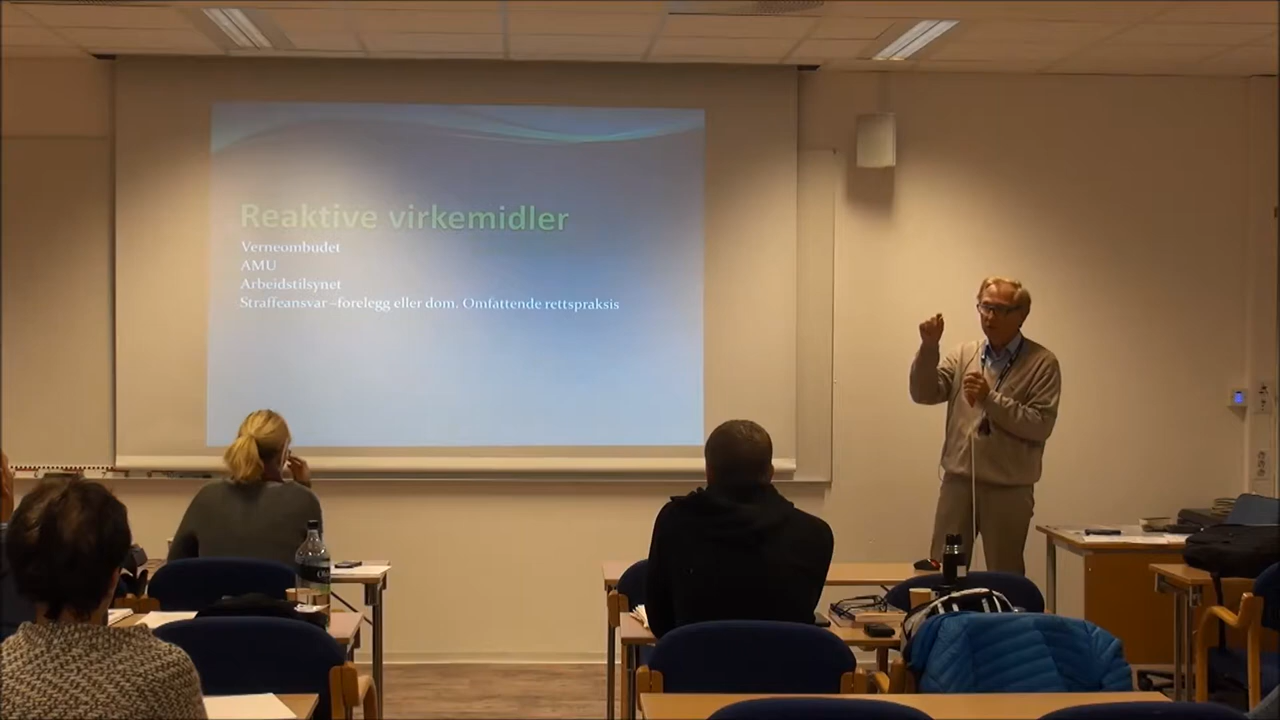 Reaktive virkemidler
Verneombudet
AMU
Arbeidstilsynet
Straffeansvar –forelegg eller dom. Omfattende rettspraksis